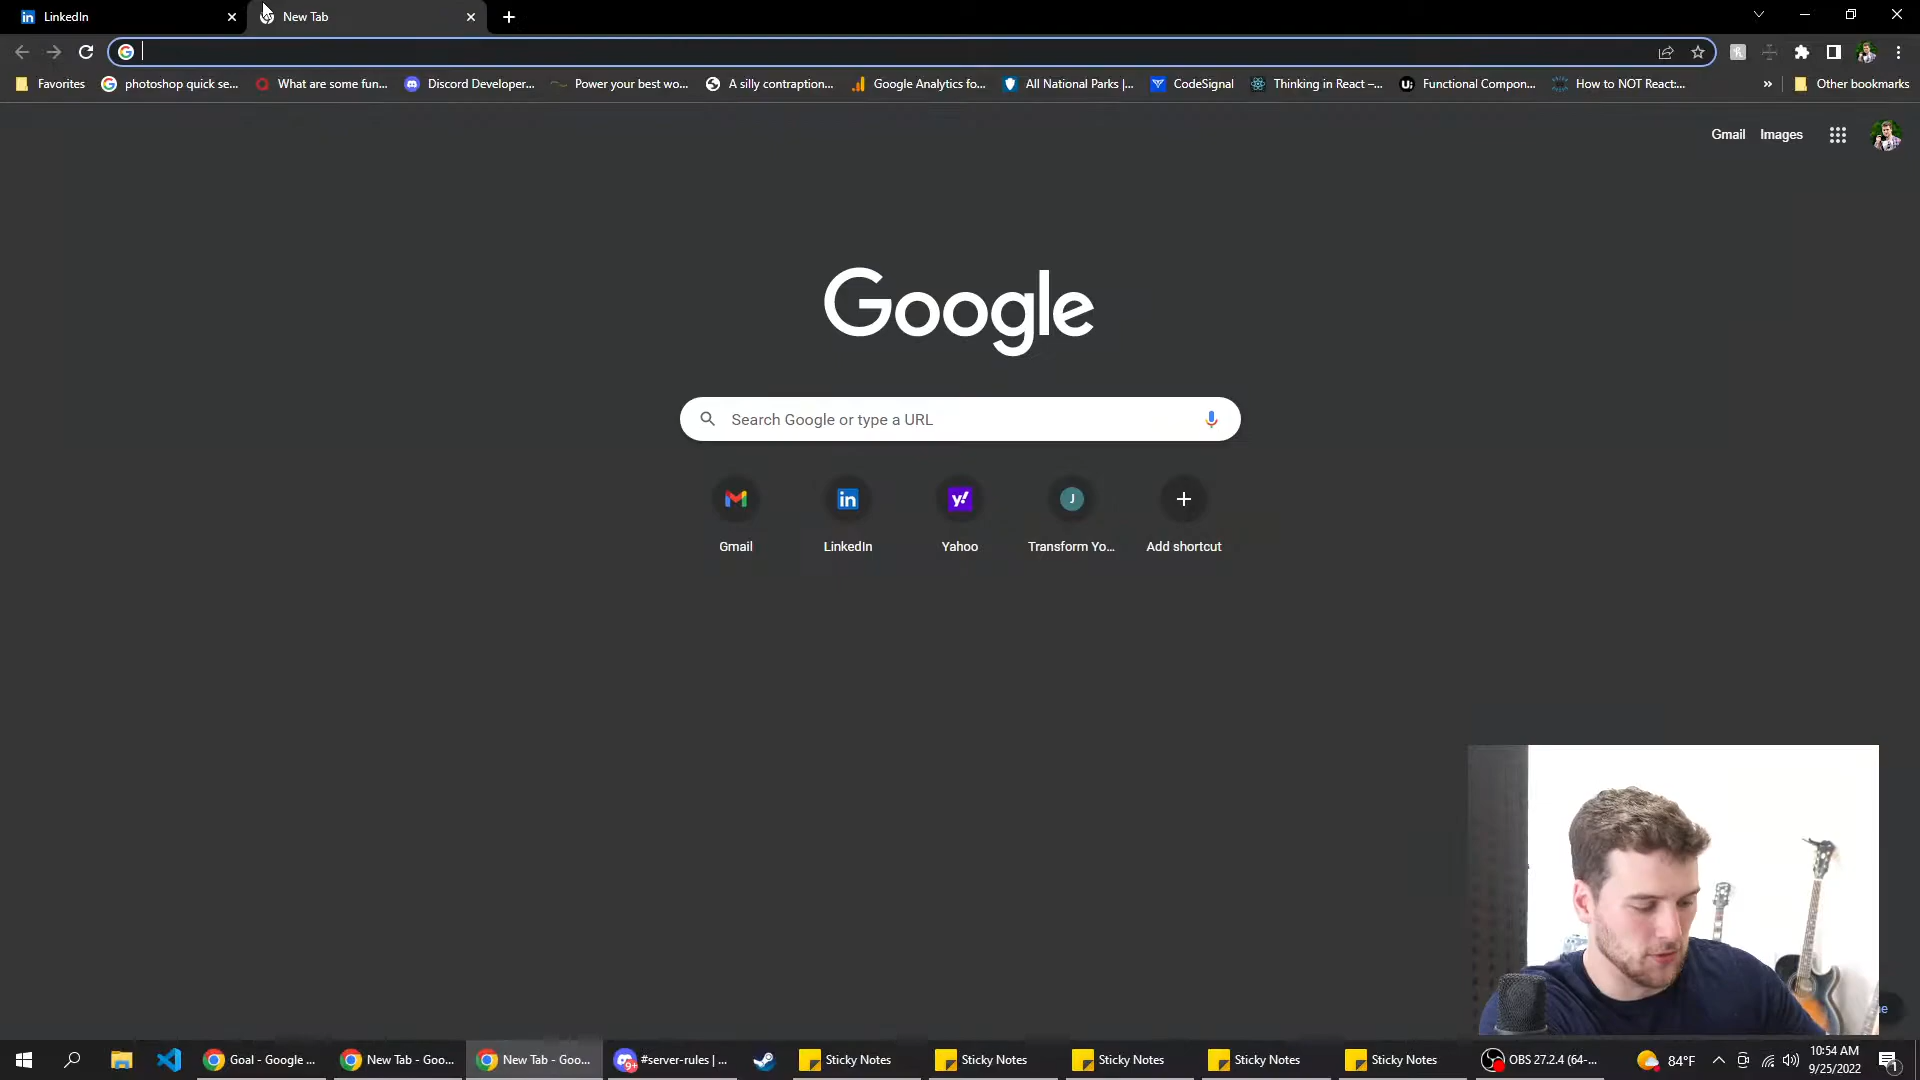 LinkedIn
New Tab
Favorites
photoshop quick se...
What are some fun...
Discord Developer...
Power your best wo...
A silly contraption...
Google Analytics fo...
All National Parks |...
CodeSignal
Thinking in React –...
Functional Compon...
How to NOT React:...
»
Other bookmarks
Gmail
Images
Google
Search Google or type a URL
Gmail
LinkedIn
Yahoo
Transform Yo...
Add shortcut
Goal - Google ...
New Tab - Goo...
New Tab - Goo...
#server-rules | ...
Sticky Notes
Sticky Notes
Sticky Notes
Sticky Notes
Sticky Notes
OBS 27.2.4 (64-...
84°F
10:54 AM
9/25/2022